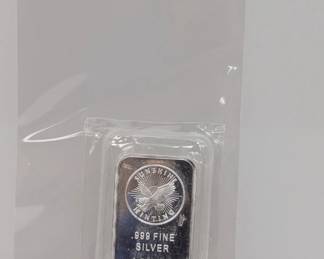 SUNSHINE
MINTING
.999 FINE
SILVER